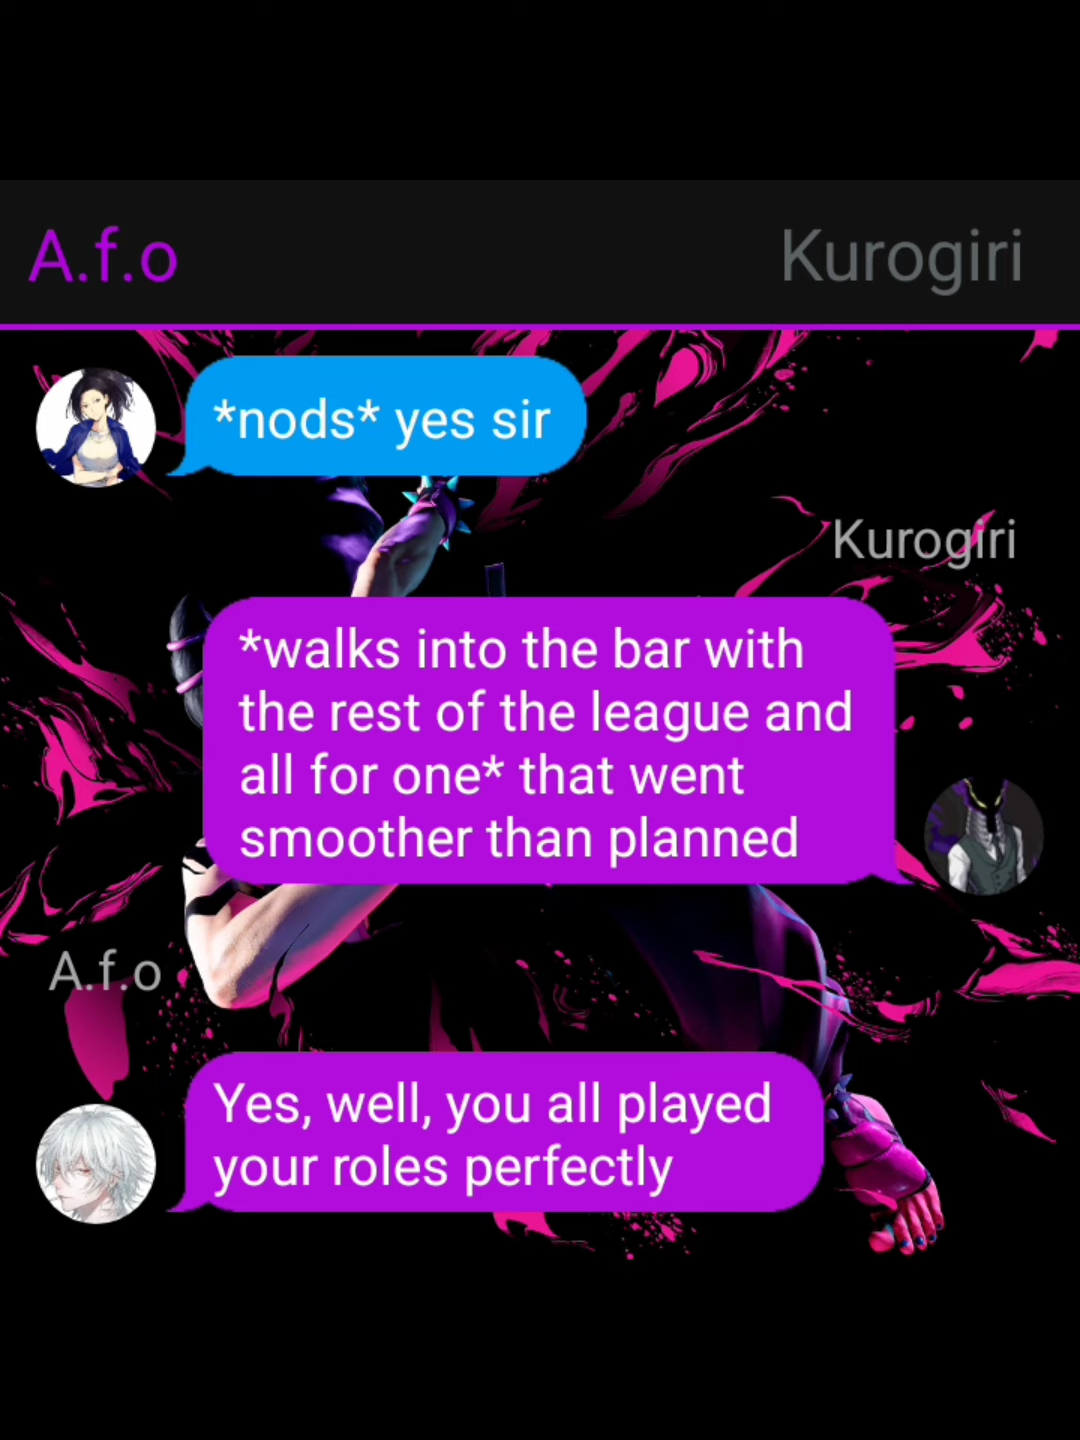 A.f.o Kurogiri
*nods* yes sir
Kurogiri
*walks into the bar with
the rest of the league and
all for one* that went
smoother than planned
A.f.o
Yes, well, you all played
your roles perfectly